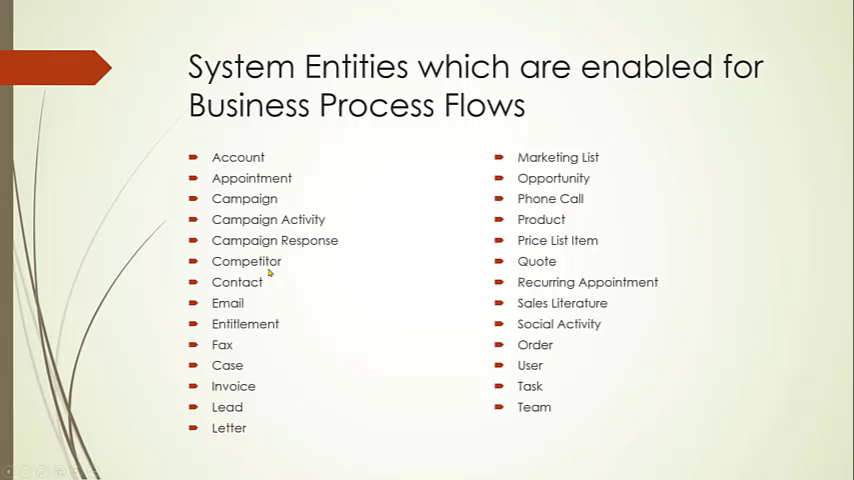 System Entities which are enabled for
Business Process Flows
Account
Appointment
Campaign
Campaign Activity
Campaign Response
Competitor
Contact
Email
Entitlement
Fax
Case
Invoice
Lead
Letter
Marketing List
Opportunity
Phone Call
Product
Price List Item
Quote
Recurring Appointment
Sales Literature
Social Activity
Order
User
Task
Team